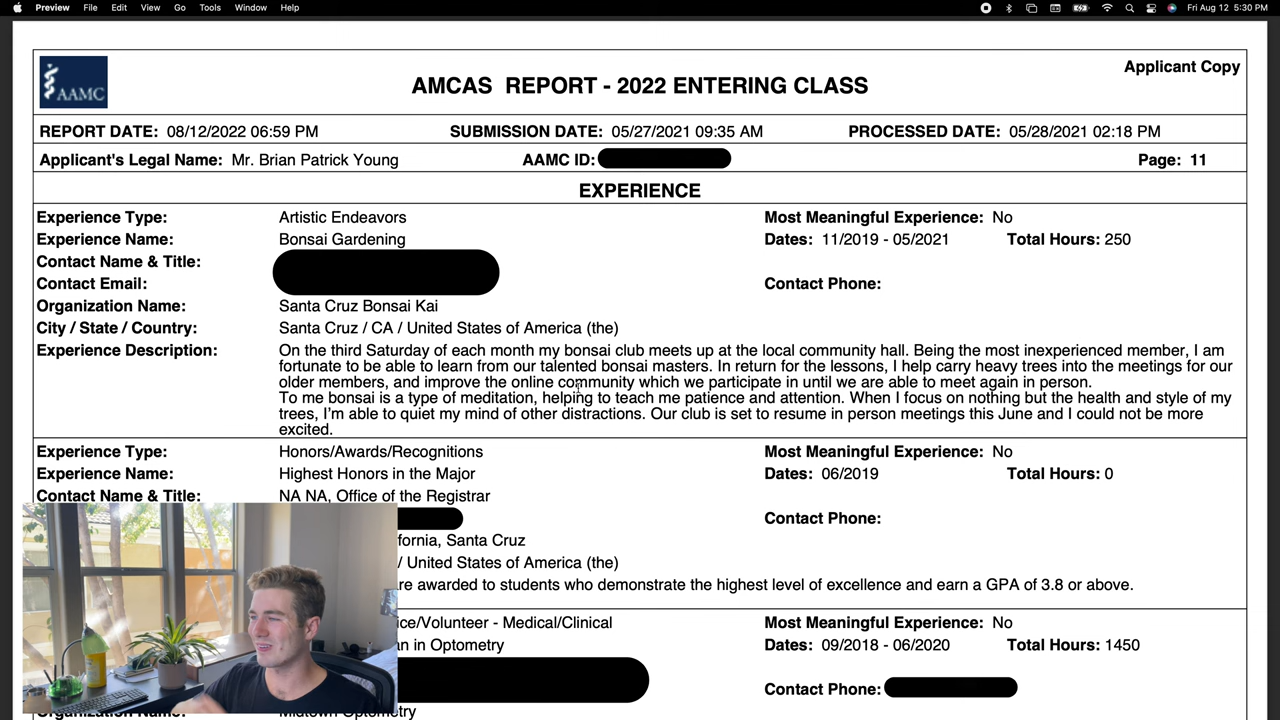 Preview File Edit View Go Tools Window Help Fri Aug 12 5:30 PM
AAMC
AMCAS REPORT - 2022 ENTERING CLASS
Applicant Copy
REPORT DATE: 08/12/2022 06:59 PM SUBMISSION DATE: 05/27/2021 09:35 AM PROCESSED DATE: 05/28/2021 02:18 PM
Applicant's Legal Name: Mr. Brian Patrick Young AAMC ID: Page: 11
EXPERIENCE
Experience Type: Artistic Endeavors Most Meaningful Experience: No
Experience Name: Bonsai Gardening Dates: 11/2019 - 05/2021 Total Hours: 250
Contact Name & Title:
Contact Email: Contact Phone:
Organization Name: Santa Cruz Bonsai Kai
City / State / Country: Santa Cruz / CA / United States of America (the)
Experience Description: On the third Saturday of each month my bonsai club meets up at the local community hall. Being the most inexperienced member, I am
fortunate to be able to learn from our talented bonsai masters. In return for the lessons, I help carry heavy trees into the meetings for our
older members, and improve the online community which we participate in until we are able to meet again in person.
To me bonsai is a type of meditation, helping to teach me patience and attention. When I focus on nothing but the health and style of my
trees, I'm able to quiet my mind of other distractions. Our club is set to resume in person meetings this June and I could not be more
excited.
Experience Type: Honors/Awards/Recognitions Most Meaningful Experience: No
Experience Name: Highest Honors in the Major Dates: 06/2019 Total Hours: 0
Contact Name & Title: NA NA, Office of the Registrar
Contact Phone:
fornia, Santa Cruz
/ United States of America (the)
re awarded to students who demonstrate the highest level of excellence and earn a GPA of 3.8 or above.
ice/Volunteer - Medical/Clinical Most Meaningful Experience: No
an in Optometry Dates: 09/2018 - 06/2020 Total Hours: 1450
Contact Phone:
Organization Name: Midtown Optometry